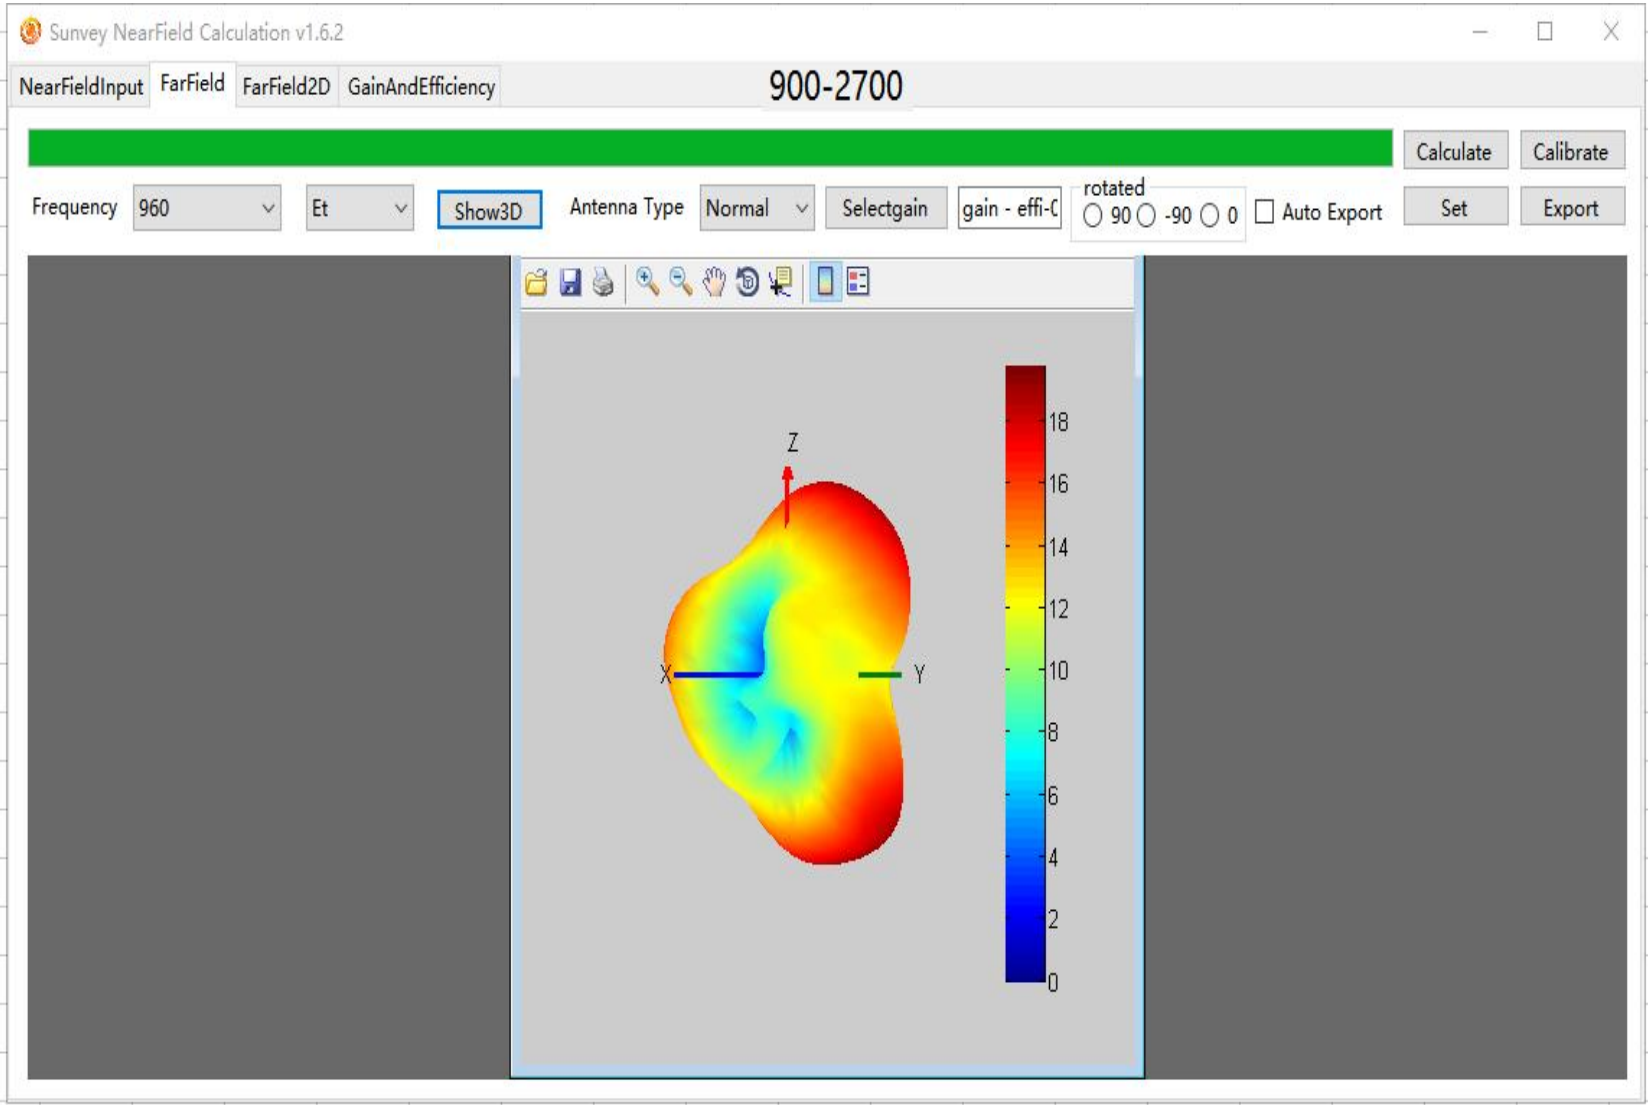 Sunvey NearField Calculation v1.6.2
NearFieldInput FarField FarField2D GainAndEfficiency 900-2700
Calculate Calibrate
Frequency 960 Et Show3D Antenna Type Normal Selectgain gain - effi-C rotated 90 -90 0 Auto Export Set Export
Z
X
Y
18
16
14
12
10
8
6
4
2
0